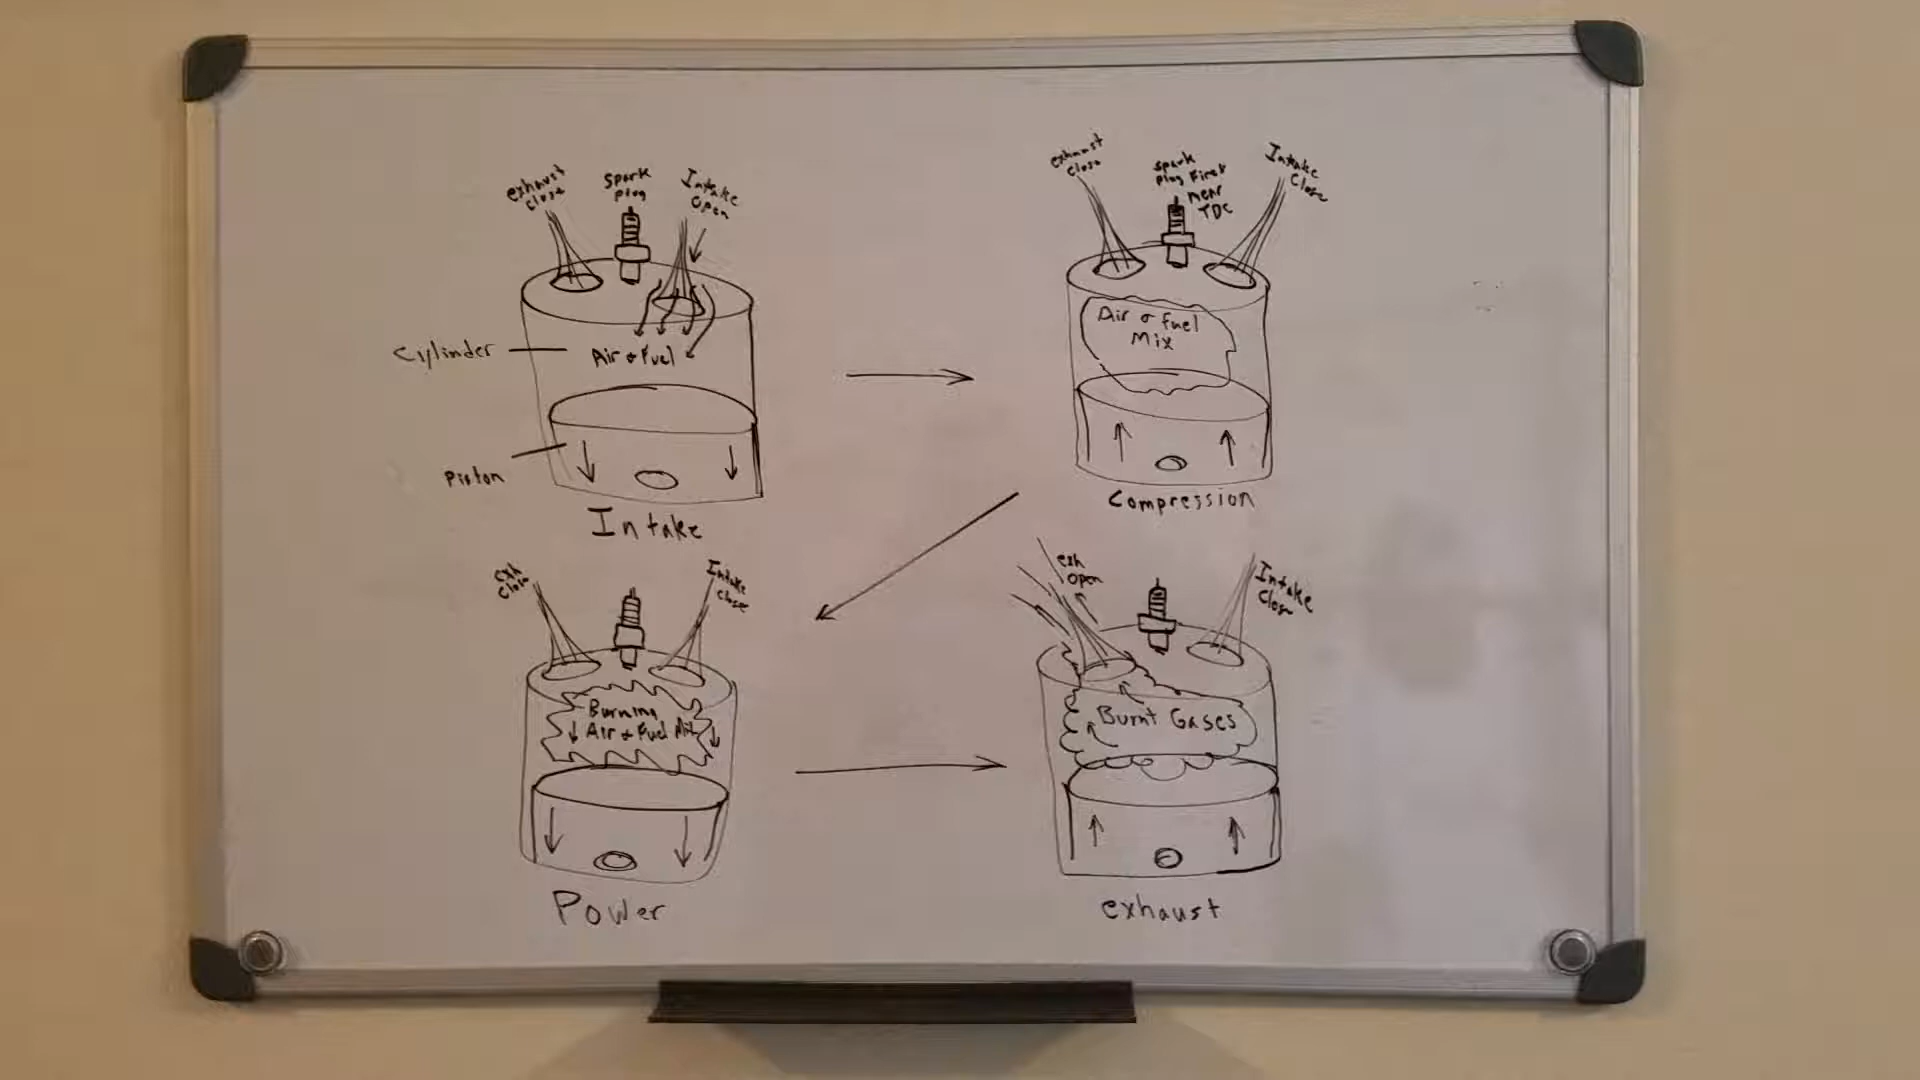 exhaust
close
spark
plug
Intake
Open
Cylinder
Air & Fuel
Piston
Intake
exhaust
close
spark
plug Fires
near
TDC
Intake
Close
Air & fuel
Mix
Compression
exh
close
Intake
close
Burning
Air & Fuel Mix
Power
exh
open
Intake
Close
Burnt Gases
exhaust